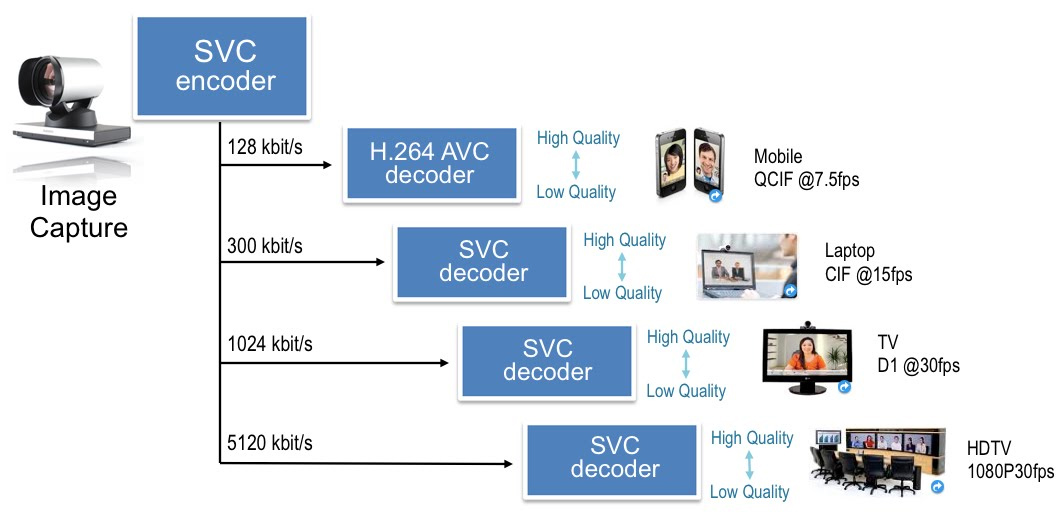 SVC
encoder
Image
Capture
128 kbit/s
H.264 AVC
decoder
High Quality
Low Quality
Mobile
QCIF @7.5fps
300 kbit/s
SVC
decoder
High Quality
Low Quality
Laptop
CIF @15fps
1024 kbit/s
SVC
decoder
High Quality
Low Quality
TV
D1 @30fps
5120 kbit/s
SVC
decoder
High Quality
Low Quality
HDTV
1080P30fps